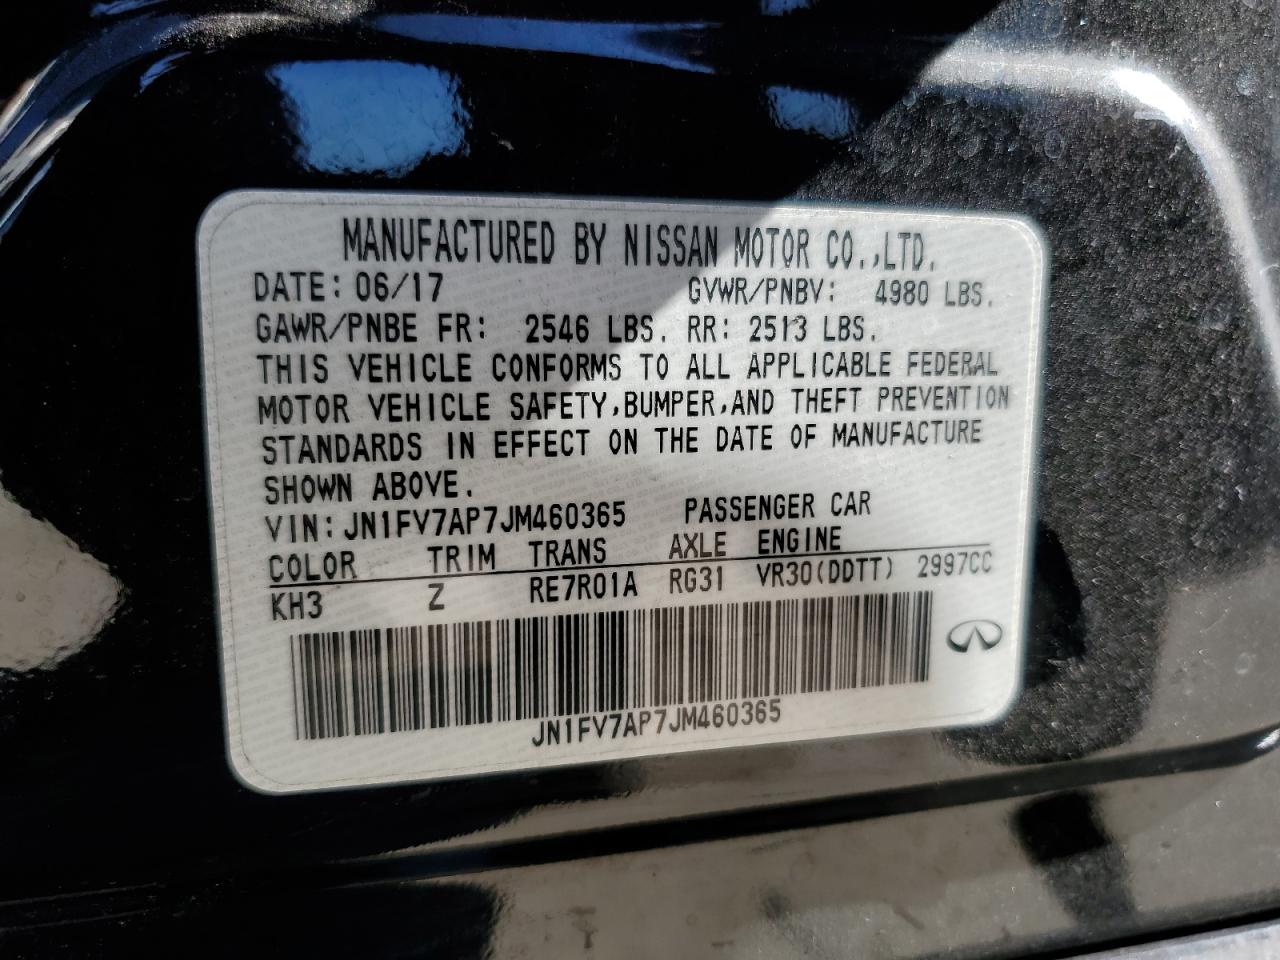 MANUFACTURED BY NISSAN MOTOR CO.,LTD.
DATE: 06/17 GVWR/PNBV: 4980 LBS.
GAWR/PNBE FR: 2546 LBS. RR: 2513 LBS.
THIS VEHICLE CONFORMS TO ALL APPLICABLE FEDERAL
MOTOR VEHICLE SAFETY,BUMPER,AND THEFT PREVENTION
STANDARDS IN EFFECT ON THE DATE OF MANUFACTURE
SHOWN ABOVE.
VIN: JN1FV7AP7JM460365 PASSENGER CAR
COLOR TRIM TRANS AXLE ENGINE
KH3 Z RE7R01A RG31 VR30(DDTT) 2997CC
JN1FV7AP7JM460365